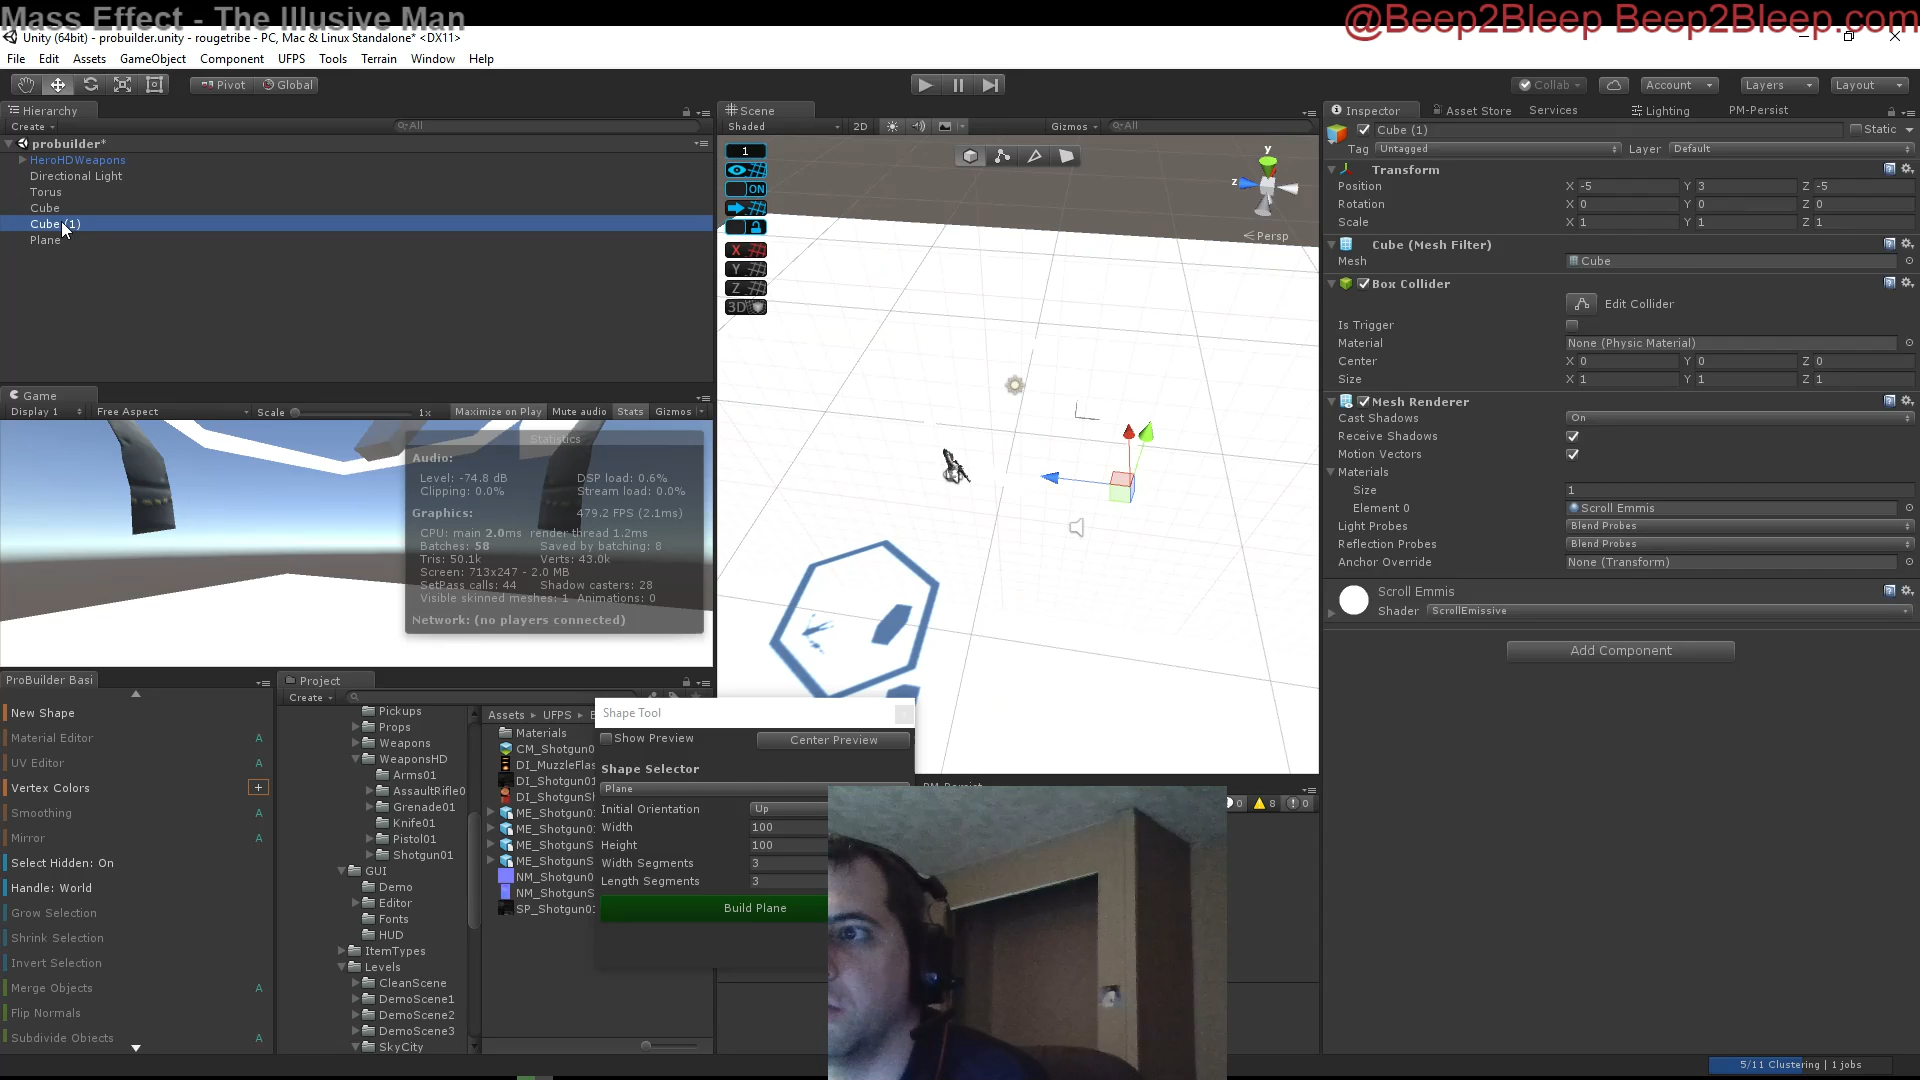 Mass Effect - The Illusive Man
@Beep2Bleep Beep2Bleep.com
Unity (64bit) - probuilder.unity - rougetribe - PC, Mac & Linux Standalone* <DX11>
File Edit Assets GameObject Component UFPS Tools Terrain Window Help
Pivot Global
Collab Account Layers Layout
Hierarchy
Create All
probuilder*
HeroHDWeapons
Directional Light
Torus
Cube
Cube (1)
Plane
Scene
Shaded 2D Gizmos All
1
ON
X
Y
Z
3D
y
z
Persp
Game
Display 1 Free Aspect Scale 1x Maximize on Play Mute audio Stats Gizmos
Statistics
Audio:
Level: -74.8 dB DSP load: 0.6%
Clipping: 0.0% Stream load: 0.0%
Graphics: 479.2 FPS (2.1ms)
CPU: main 2.0ms render thread 1.2ms
Batches: 58 Saved by batching: 8
Tris: 50.1k Verts: 43.0k
Screen: 713x247 - 2.0 MB
SetPass calls: 44 Shadow casters: 28
Visible skinned meshes: 1 Animations: 0
Network: (no players connected)
Inspector Asset Store Services Lighting PM-Persist
Cube (1) Static
Tag Untagged Layer Default
Transform
Position X -5 Y 3 Z -5
Rotation X 0 Y 0 Z 0
Scale X 1 Y 1 Z 1
Cube (Mesh Filter)
Mesh Cube
Box Collider
Edit Collider
Is Trigger
Material None (Physic Material)
Center X 0 Y 0 Z 0
Size X 1 Y 1 Z 1
Mesh Renderer
Cast Shadows On
Receive Shadows
Motion Vectors
Materials
Size 1
Element 0 Scroll Emmis
Light Probes Blend Probes
Reflection Probes Blend Probes
Anchor Override None (Transform)
Scroll Emmis
Shader ScrollEmissive
Add Component
ProBuilder Basi
New Shape
Material Editor A
UV Editor A
Vertex Colors +
Smoothing A
Mirror A
Select Hidden: On
Handle: World
Grow Selection
Shrink Selection
Invert Selection
Merge Objects A
Flip Normals
Subdivide Objects A
Project
Create
Pickups
Props
Weapons
WeaponsHD
Arms01
AssaultRifle0
Grenade01
Knife01
Pistol01
Shotgun01
GUI
Demo
Editor
Fonts
HUD
ItemTypes
Levels
CleanScene
DemoScene1
DemoScene2
DemoScene3
SkyCity
Assets UFPS
Materials
CM_Shotgun0
DI_MuzzleFlas
DI_Shotgun01
DI_ShotgunSh
ME_Shotgun01
ME_Shotgun01
ME_ShotgunS
ME_ShotgunS
NM_Shotgun0
NM_ShotgunS
SP_Shotgun01
Shape Tool
Show Preview Center Preview
Shape Selector
Plane
Initial Orientation Up
Width 100
Height 100
Width Segments 3
Length Segments 3
Build Plane
0 8 0
5/11 Clustering | 1 jobs